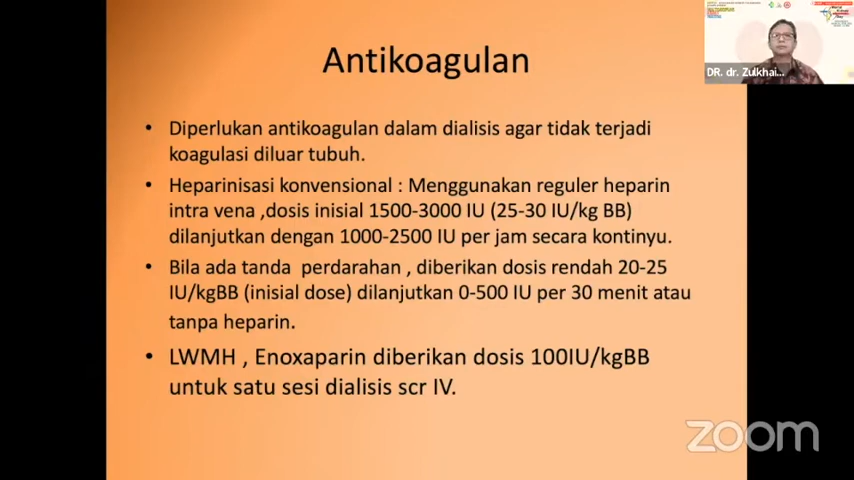 Antikoagulan
• Diperlukan antikoagulan dalam dialisis agar tidak terjadi
koagulasi diluar tubuh.
• Heparinisasi konvensional : Menggunakan reguler heparin
intra vena ,dosis inisial 1500-3000 IU (25-30 IU/kg BB)
dilanjutkan dengan 1000-2500 IU per jam secara kontinyu.
• Bila ada tanda perdarahan , diberikan dosis rendah 20-25
IU/kgBB (inisial dose) dilanjutkan 0-500 IU per 30 menit atau
tanpa heparin.
• LWMH , Enoxaparin diberikan dosis 100IU/kgBB
untuk satu sesi dialisis scr IV.
DR. dr. Zulkhai...
zoom